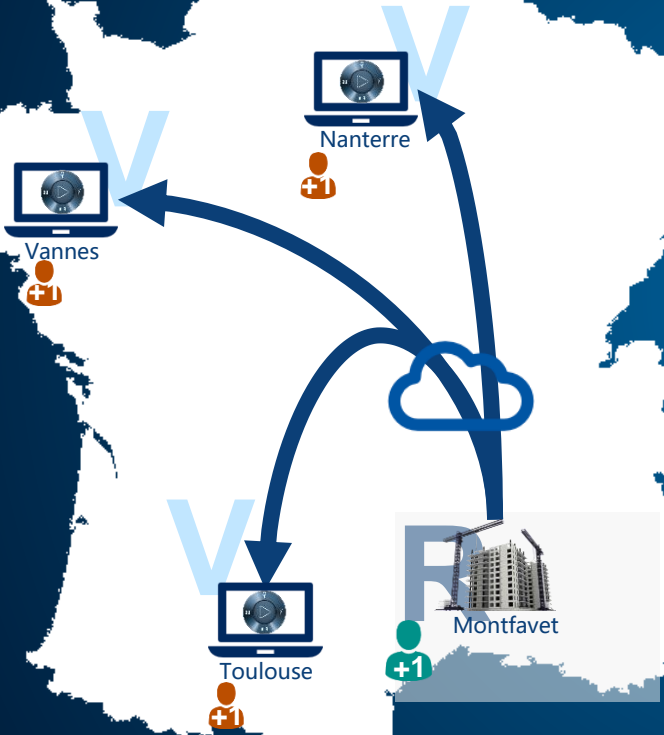 V
Nanterre
+1
V
Vannes
+1
V
Toulouse
+1
R
Montfavet
+1